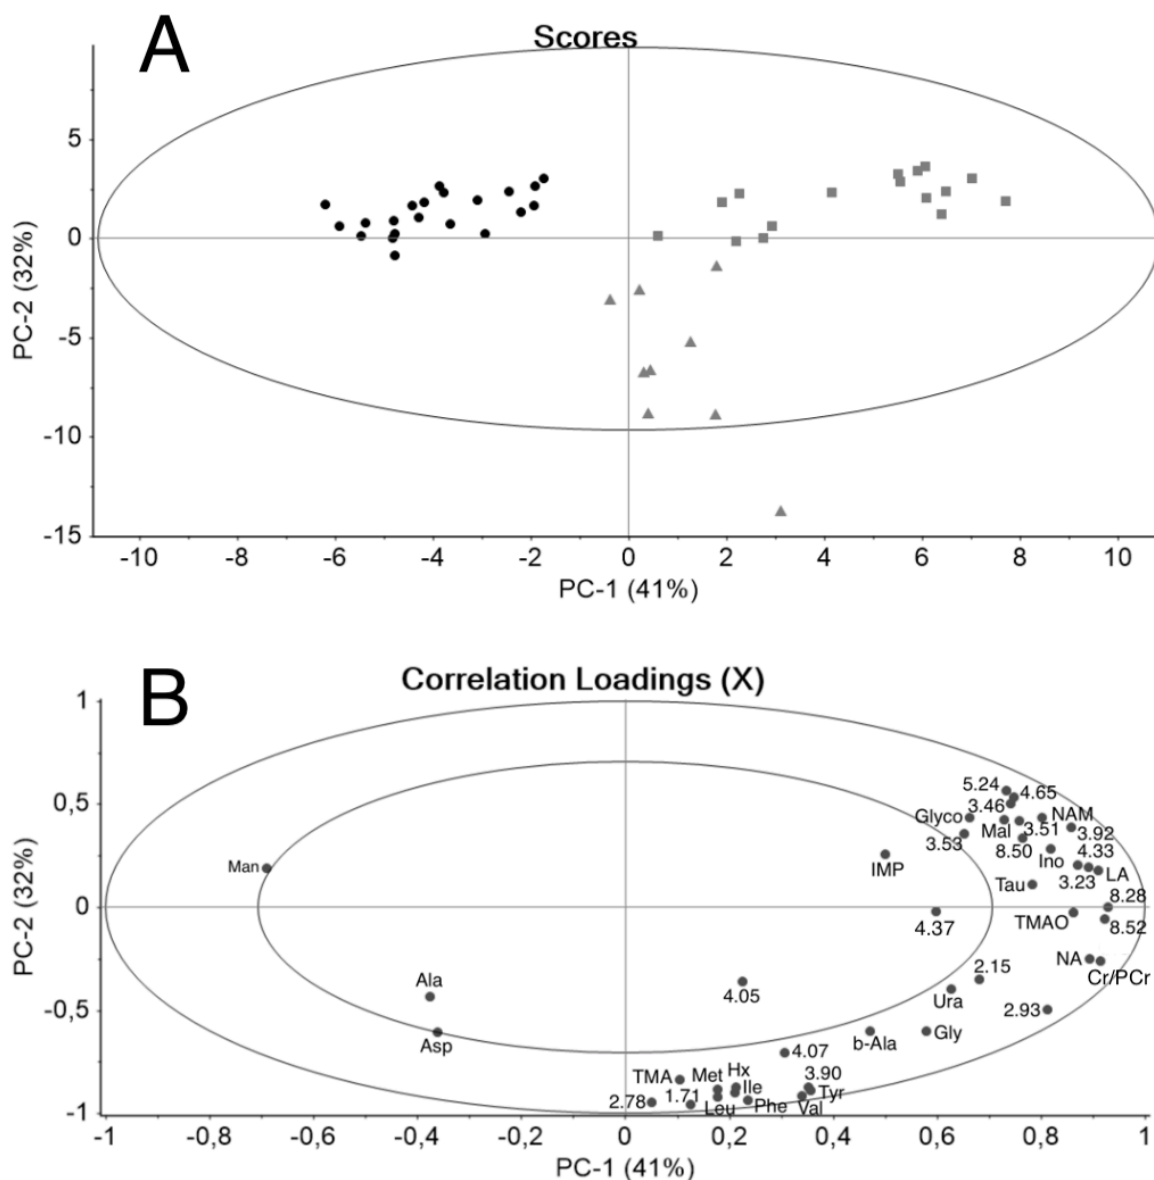 A
Scores
5
0
-5
-10
-15
PC-2 (32%)
-10 -8 -6 -4 -2 0 2 4 6 8 10
PC-1 (41%)
B
Correlation Loadings (X)
1
0,5
0
-0,5
-1
PC-2 (32%)
5.24 4.65
3.46
Glyco NAM
Mal 3.51 3.92
3.53 8.50 4.33
Ino
IMP
Man
Tau 3.23 LA
8.28
4.37 TMAO 8.52
NA
2.15 Cr/PCr
Ala
4.05
Ura 2.93
Asp
b-Ala Gly
4.07
TMA Met Hx 3.90
Ile
2.78 1.71 Tyr
Leu Phe Val
-1 -0,8 -0,6 -0,4 -0,2 0 0,2 0,4 0,6 0,8 1
PC-1 (41%)